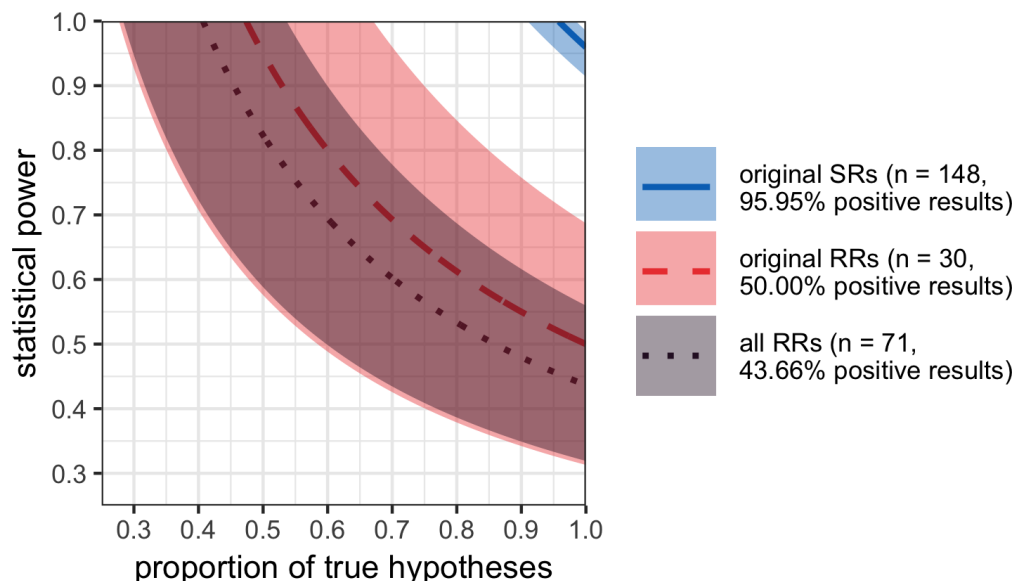 1.0
0.9
0.8
0.7
0.6
0.5
0.4
0.3
statistical power
0.3 0.4 0.5 0.6 0.7 0.8 0.9 1.0
proportion of true hypotheses
original SRs (n = 148,
95.95% positive results)
original RRs (n = 30,
50.00% positive results)
all RRs (n = 71,
43.66% positive results)